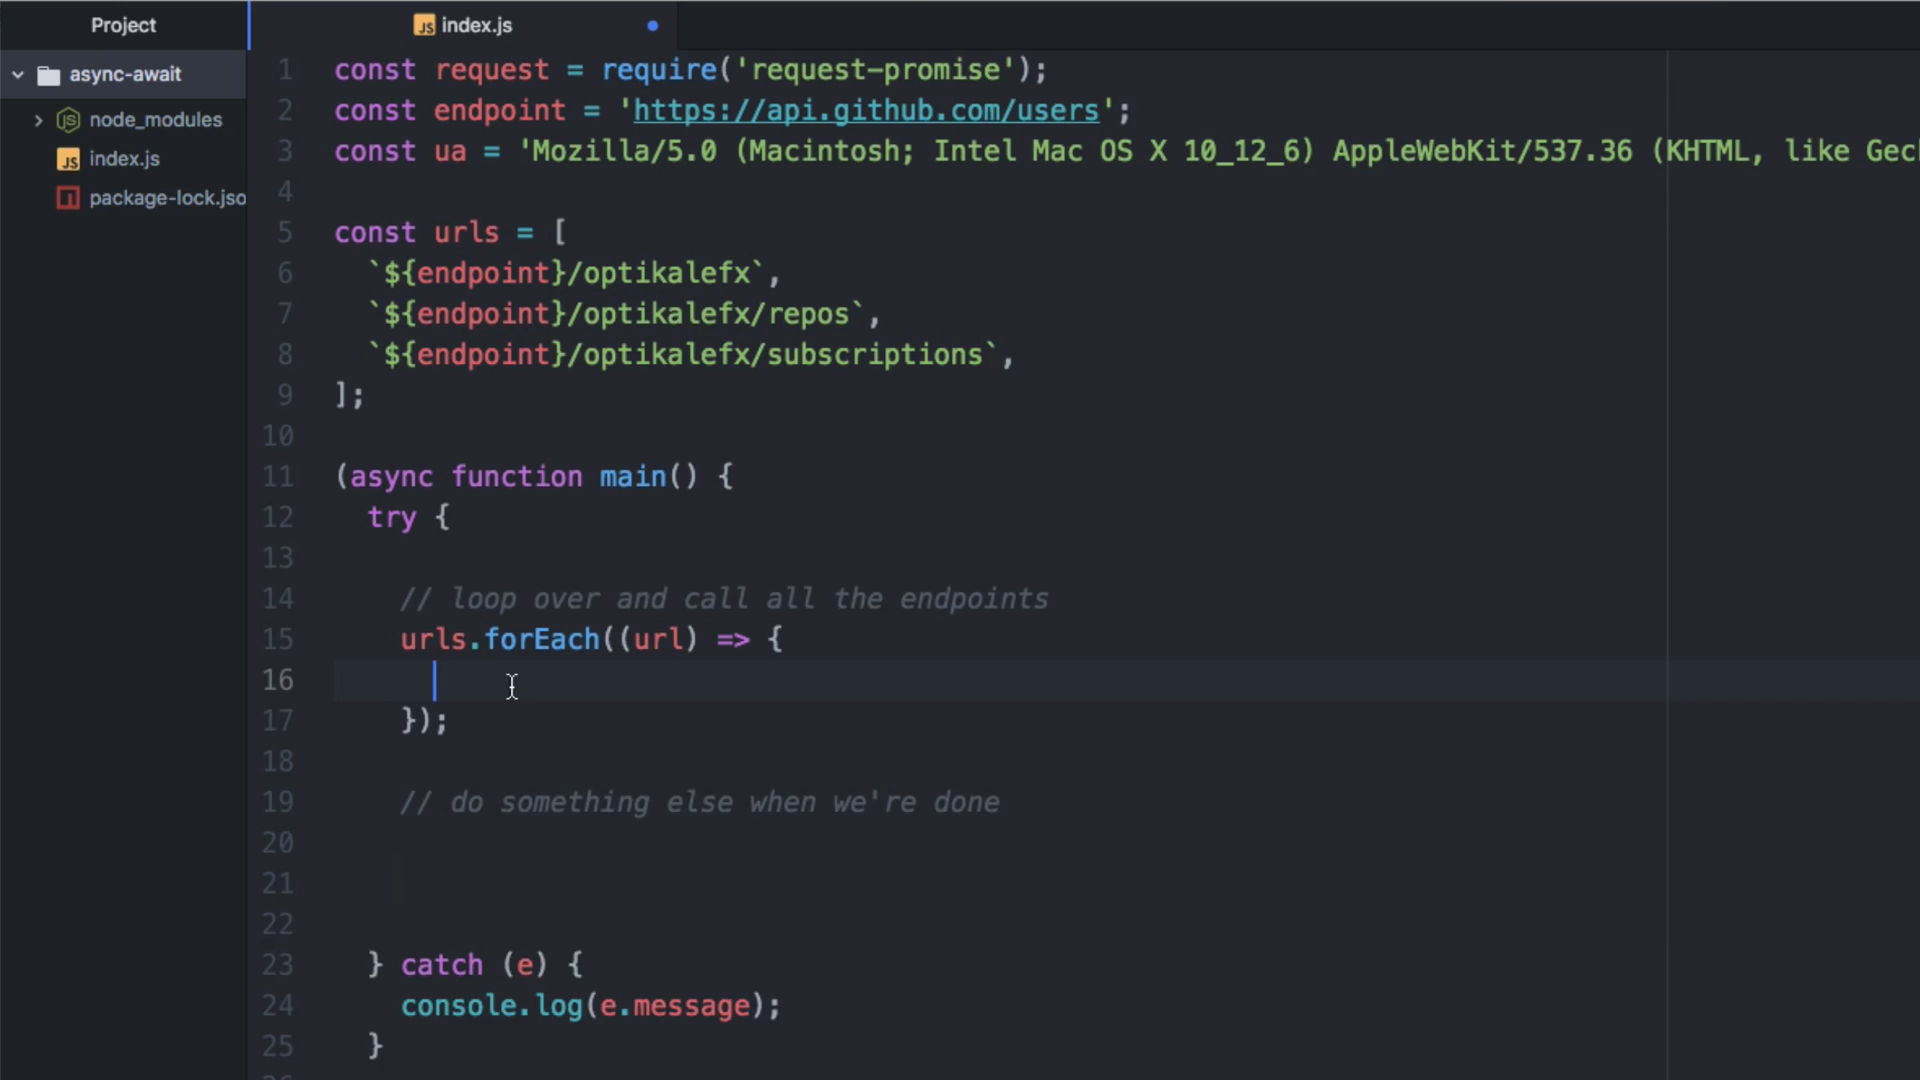 Project
index.js
async-await
node_modules
index.js
package-lock.jso
1 const request = require('request-promise');
2 const endpoint = 'https://api.github.com/users';
3 const ua = 'Mozilla/5.0 (Macintosh; Intel Mac OS X 10_12_6) AppleWebKit/537.36 (KHTML, like Gec
4
5 const urls = [
6 `${endpoint}/optikalefx`,
7 `${endpoint}/optikalefx/repos`,
8 `${endpoint}/optikalefx/subscriptions`,
9 ];
10
11 (async function main() {
12 try {
13
14 // loop over and call all the endpoints
15 urls.forEach((url) => {
16
17 });
18
19 // do something else when we're done
20
21
22
23 } catch (e) {
24 console.log(e.message);
25 }